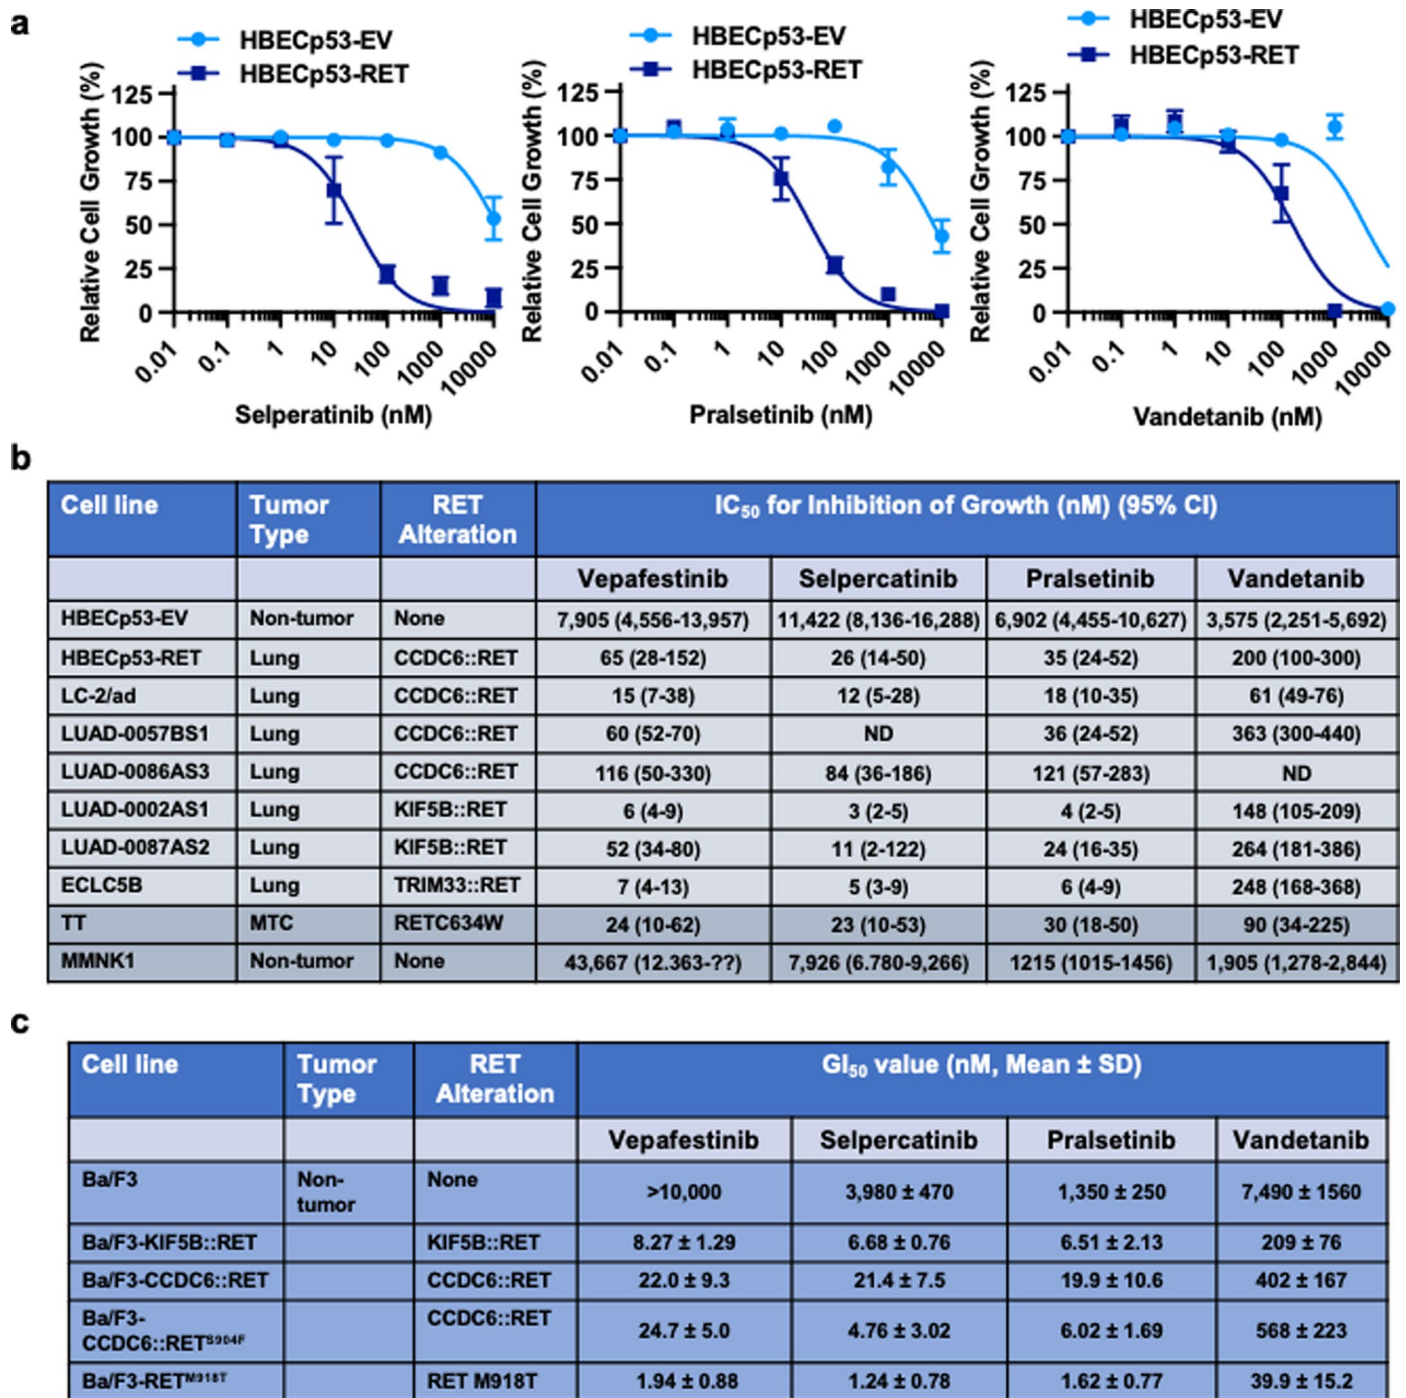 a
HBECp53-EV
HBECp53-RET
Relative Cell Growth (%)
125
100
75
50
25
0
0.01
0.1
1
10
100
1000
10000
Selperatinib (nM)
HBECp53-EV
HBECp53-RET
Relative Cell Growth (%)
125
100
75
50
25
0
0.01
0.1
1
10
100
1000
10000
Pralsetinib (nM)
HBECp53-EV
HBECp53-RET
Relative Cell Growth (%)
125
100
75
50
25
0
0.01
0.1
1
10
100
1000
10000
Vandetanib (nM)
b
Cell line Tumor Type RET Alteration IC50 for Inhibition of Growth (nM) (95% CI)
Vepafestinib Selpercatinib Pralsetinib Vandetanib
HBECp53-EV Non-tumor None 7,905 (4,556-13,957) 11,422 (8,136-16,288) 6,902 (4,455-10,627) 3,575 (2,251-5,692)
HBECp53-RET Lung CCDC6::RET 65 (28-152) 26 (14-50) 35 (24-52) 200 (100-300)
LC-2/ad Lung CCDC6::RET 15 (7-38) 12 (5-28) 18 (10-35) 61 (49-76)
LUAD-0057BS1 Lung CCDC6::RET 60 (52-70) ND 36 (24-52) 363 (300-440)
LUAD-0086AS3 Lung CCDC6::RET 116 (50-330) 84 (36-186) 121 (57-283) ND
LUAD-0002AS1 Lung KIF5B::RET 6 (4-9) 3 (2-5) 4 (2-5) 148 (105-209)
LUAD-0087AS2 Lung KIF5B::RET 52 (34-80) 11 (2-122) 24 (16-35) 264 (181-386)
ECLC5B Lung TRIM33::RET 7 (4-13) 5 (3-9) 6 (4-9) 248 (168-368)
TT MTC RETC634W 24 (10-62) 23 (10-53) 30 (18-50) 90 (34-225)
MMNK1 Non-tumor None 43,667 (12.363-??) 7,926 (6.780-9,266) 1215 (1015-1456) 1,905 (1,278-2,844)
c
Cell line Tumor Type RET Alteration GI50 value (nM, Mean ± SD)
Vepafestinib Selpercatinib Pralsetinib Vandetanib
Ba/F3 Non-tumor None >10,000 3,980 ± 470 1,350 ± 250 7,490 ± 1560
Ba/F3-KIF5B::RET KIF5B::RET 8.27 ± 1.29 6.68 ± 0.76 6.51 ± 2.13 209 ± 76
Ba/F3-CCDC6::RET CCDC6::RET 22.0 ± 9.3 21.4 ± 7.5 19.9 ± 10.6 402 ± 167
Ba/F3-CCDC6::RETS904F CCDC6::RET 24.7 ± 5.0 4.76 ± 3.02 6.02 ± 1.69 568 ± 223
Ba/F3-RETM918T RET M918T 1.94 ± 0.88 1.24 ± 0.78 1.62 ± 0.77 39.9 ± 15.2